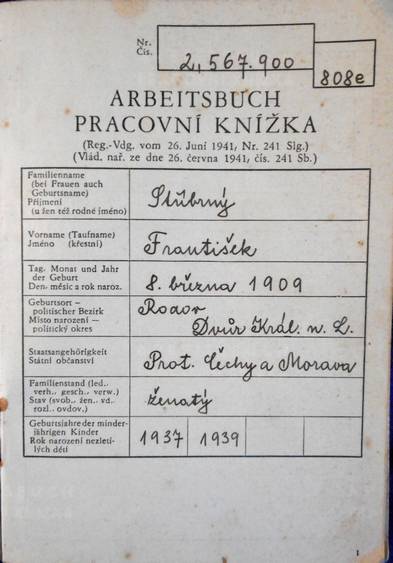 Nr.
Čís.
2,567.900
808e
ARBEITSBUCH
PRACOVNÍ KNÍŽKA
(Reg.-Vdg. vom 26. Juni 1941, Nr. 241 Slg.)
(Vlád. nař. ze dne 26. června 1941, čís. 241 Sb.)
Familienname
(bei Frauen auch
Geburtsname)
Příjmení
(u žen též rodné jméno)
Stříbrný
Vorname (Taufname)
Jméno (křestní)
František
Tag, Monat und Jahr
der Geburt
Den, měsíc a rok naroz.
8. března 1909
Geburtsort —
politischer Bezirk
Místo narození —
politický okres
Dvůr Král. n. L.
Staatsangehörigkeit
Státní občanství
Prot. Čechy a Morava
Familienstand (led.,
verh., gesch., verw.)
Stav (svob., žen., vd.,
rozl., ovdov.)
ženatý
Geburtsjahre der minder-
jährigen Kinder
Rok narození nezleti-
lých dětí
1937 1939
1